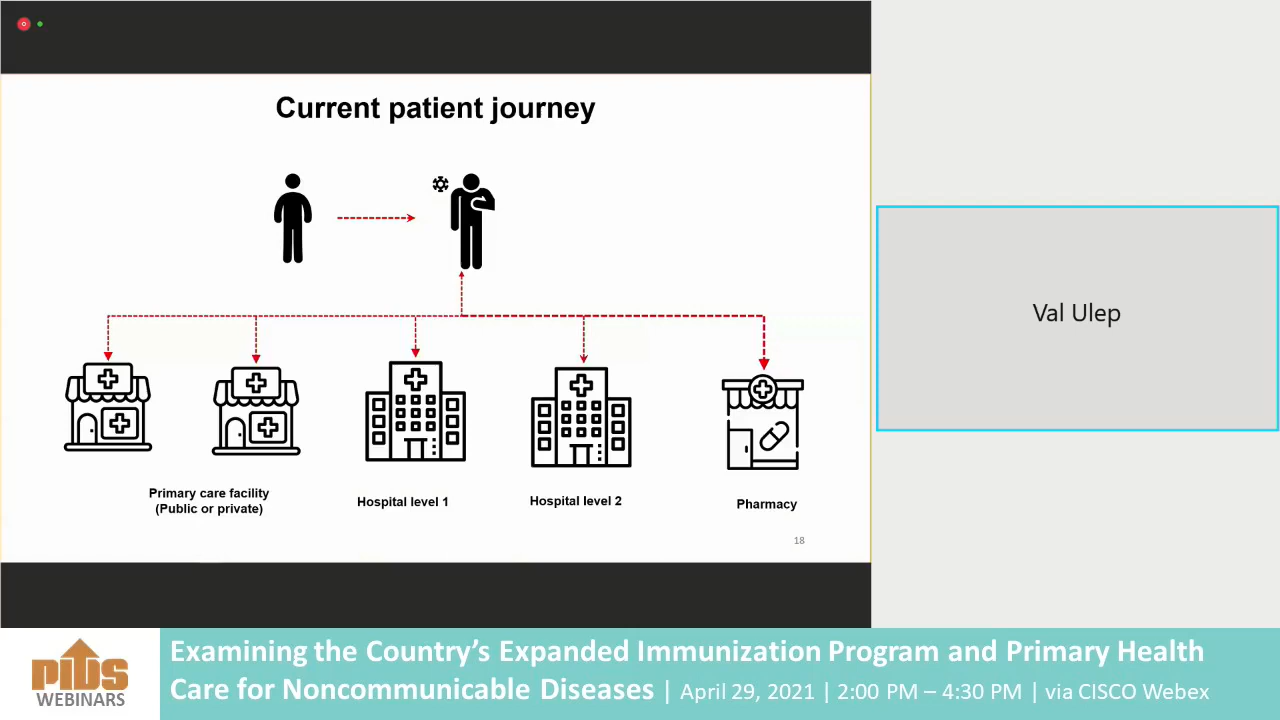 Current patient journey
Primary care facility
(Public or private)
Hospital level 1
Hospital level 2
Pharmacy
18
Val Ulep
PIDS
WEBINARS
Examining the Country's Expanded Immunization Program and Primary Health
Care for Noncommunicable Diseases | April 29, 2021 | 2:00 PM – 4:30 PM | via CISCO Webex